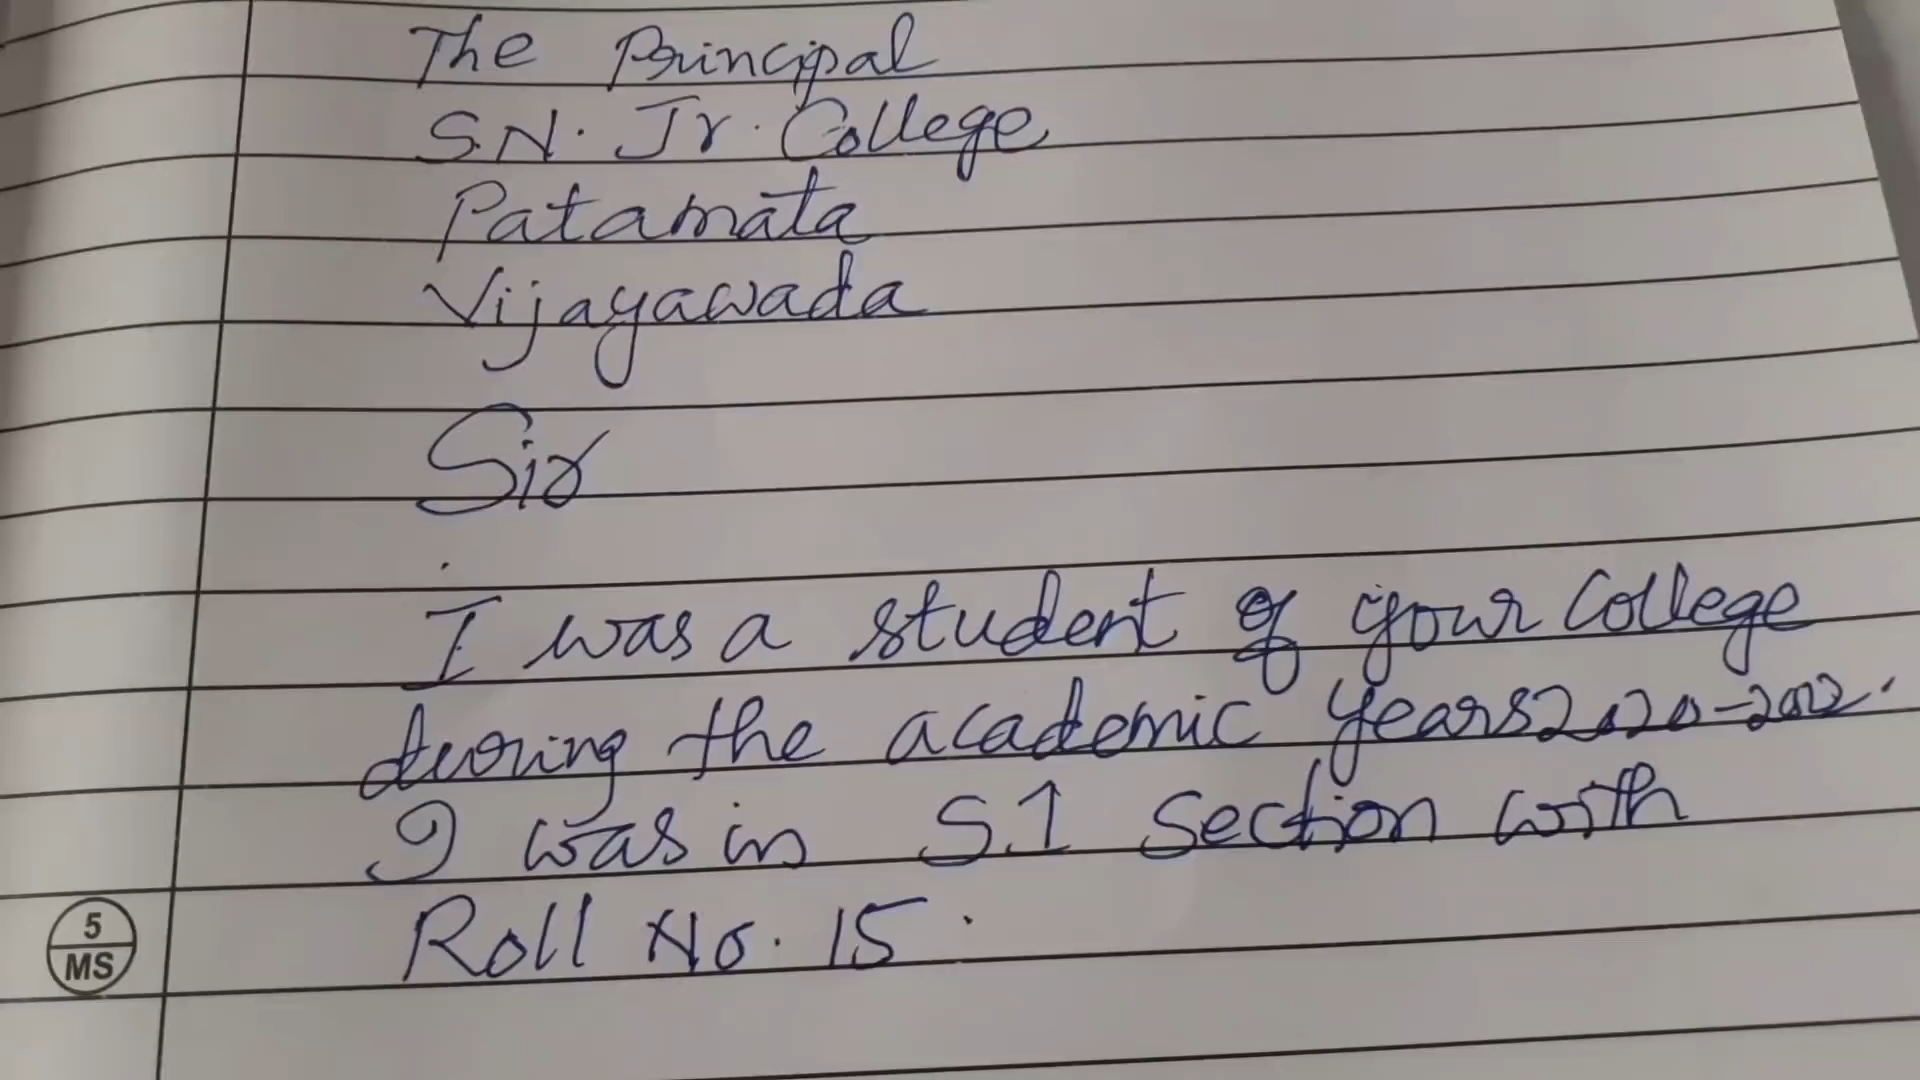 The Principal
S.N. Jr. College
Patamata
Vijayawada
Sir
I was a student of your College
during the academic years 2020-2022.
I was in S.1 Section with
Roll No. 15.
5
MS